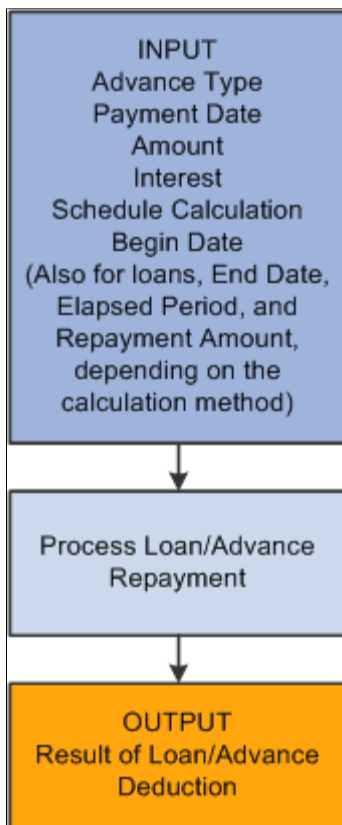 INPUT
Advance Type
Payment Date
Amount
Interest
Schedule Calculation
Begin Date
(Also for loans, End Date,
Elapsed Period, and
Repayment Amount,
depending on the
calculation method)
Process Loan/Advance
Repayment
OUTPUT
Result of Loan/Advance
Deduction